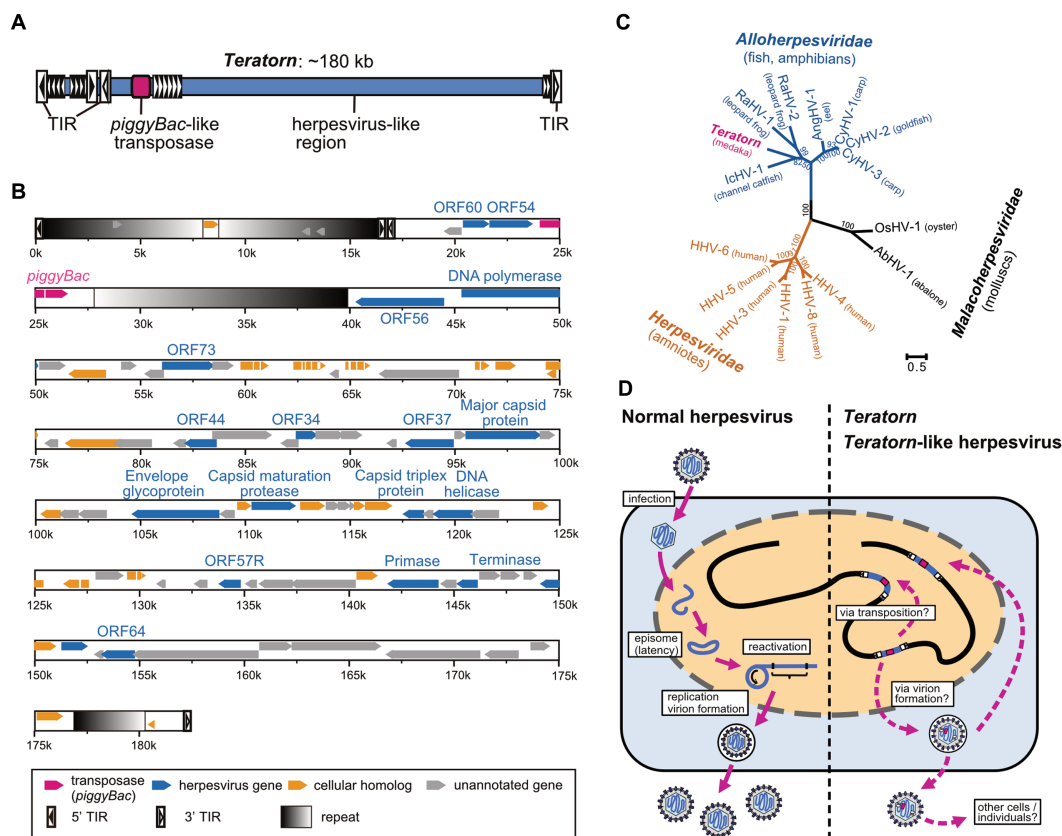 A
Teratorn: ~180 kb
TIR
piggyBac-like
transposase
herpesvirus-like
region
TIR
B
ORF60 ORF54
0k 5k 10k 15k 20k 25k
piggyBac
DNA polymerase
ORF56
25k 30k 35k 40k 45k 50k
ORF73
50k 55k 60k 65k 70k 75k
ORF44 ORF34 ORF37 Major capsid
protein
75k 80k 85k 90k 95k 100k
Envelope
glycoprotein
Capsid maturation
protease
Capsid triplex
protein
DNA
helicase
100k 105k 110k 115k 120k 125k
ORF57R Primase Terminase
125k 130k 135k 140k 145k 150k
ORF64
150k 155k 160k 165k 170k 175k
175k 180k
transposase
(piggyBac)
herpesvirus gene
cellular homolog
unannotated gene
5' TIR
3' TIR
repeat
C
Alloherpesviridae
(fish, amphibians)
RaHV-1
(leopard frog)
RaHV-2
(leopard frog)
AngHV-1
(eel)
CyHV-1 (carp)
CyHV-2 (goldfish)
CyHV-3 (carp)
Teratorn
(medaka)
IcHV-1
(channel catfish)
99
93
100
100
100
100
OsHV-1 (oyster)
AbHV-1 (abalone)
Malacoherpesviridae
(molluscs)
HHV-6 (human)
HHV-5 (human)
HHV-3 (human)
HHV-1 (human)
HHV-8 (human)
HHV-4 (human)
100
100
100
100
Herpesviridae
(amniotes)
0.5
D
Normal herpesvirus
Teratorn
Teratorn-like herpesvirus
infection
episome
(latency)
reactivation
replication
virion formation
via transposition?
via virion
formation?
other cells /
individuals?